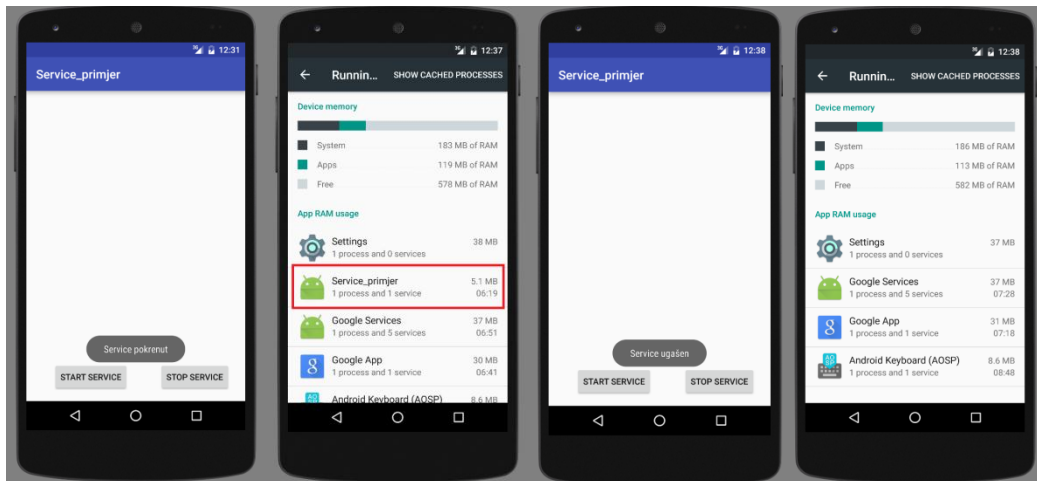 12:31
Service_primjer
Service pokrenut
START SERVICE STOP SERVICE
12:37
Runnin... SHOW CACHED PROCESSES
Device memory
System 183 MB of RAM
Apps 119 MB of RAM
Free 578 MB of RAM
App RAM usage
Settings 38 MB
1 process and 0 services
Service_primjer 5.1 MB
1 process and 1 service 06:19
Google Services 37 MB
1 process and 5 services 06:51
Google App 30 MB
1 process and 1 service 06:41
Android Keyboard (AOSP) 8.6 MB
12:38
Service_primjer
Service ugašen
START SERVICE STOP SERVICE
12:38
Runnin... SHOW CACHED PROCESSES
Device memory
System 186 MB of RAM
Apps 113 MB of RAM
Free 582 MB of RAM
App RAM usage
Settings 37 MB
1 process and 0 services
Google Services 37 MB
1 process and 5 services 07:28
Google App 31 MB
1 process and 1 service 07:18
Android Keyboard (AOSP) 8.6 MB
1 process and 1 service 08:48